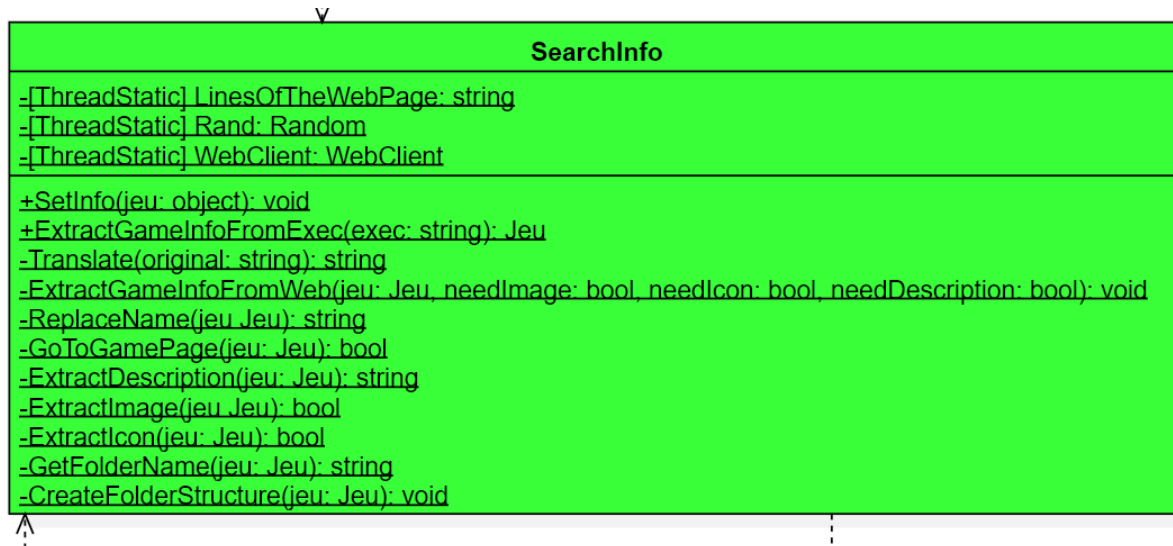 SearchInfo
-[ThreadStatic] LinesOfTheWebPage: string
-[ThreadStatic] Rand: Random
-[ThreadStatic] WebClient: WebClient
+SetInfo(jeu: object): void
+ExtractGameInfoFromExec(exec: string): Jeu
-Translate(original: string): string
-ExtractGameInfoFromWeb(jeu: Jeu, needImage: bool, needIcon: bool, needDescription: bool): void
-ReplaceName(jeu Jeu): string
-GoToGamePage(jeu: Jeu): bool
-ExtractDescription(jeu: Jeu): string
-ExtractImage(jeu Jeu): bool
-ExtractIcon(jeu: Jeu): bool
-GetFolderName(jeu: Jeu): string
-CreateFolderStructure(jeu: Jeu): void